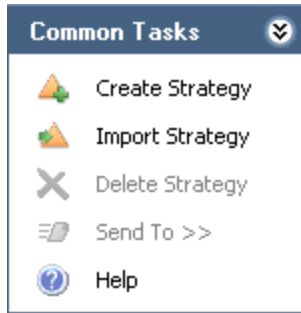 Common Tasks
Create Strategy
Import Strategy
Delete Strategy
Send To >>
Help